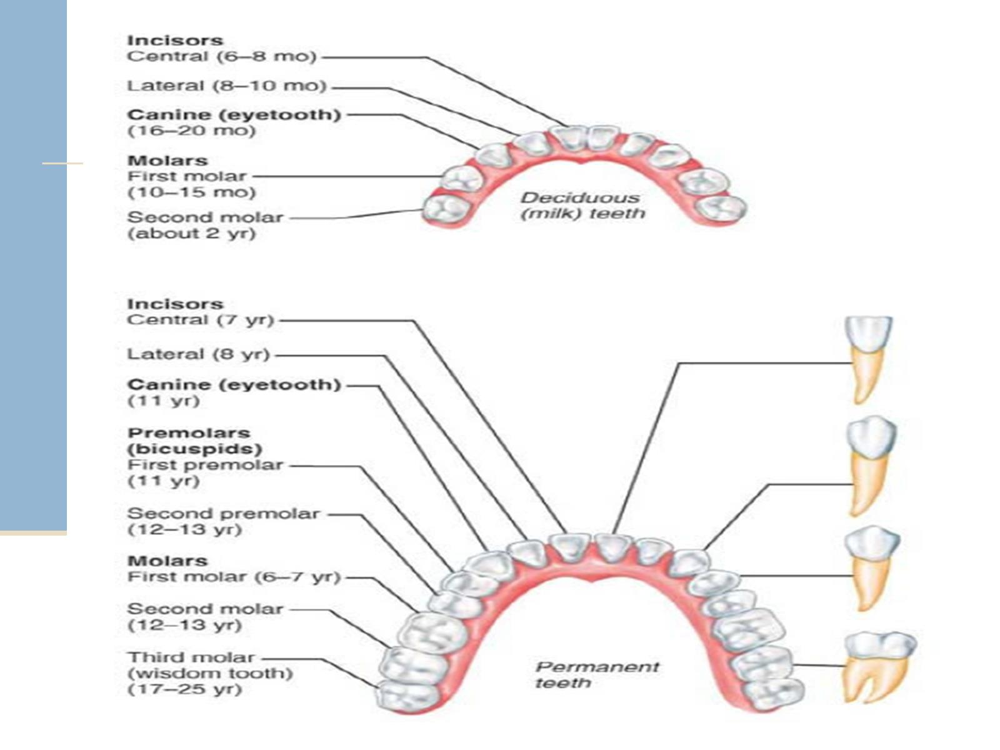 Incisors
Central (6–8 mo)
Lateral (8–10 mo)
Canine (eyetooth)
(16–20 mo)
Molars
First molar
(10–15 mo)
Second molar
(about 2 yr)
Deciduous
(milk) teeth
Incisors
Central (7 yr)
Lateral (8 yr)
Canine (eyetooth)
(11 yr)
Premolars
(bicuspids)
First premolar
(11 yr)
Second premolar
(12–13 yr)
Molars
First molar (6–7 yr)
Second molar
(12–13 yr)
Third molar
(wisdom tooth)
(17–25 yr)
Permanent
teeth